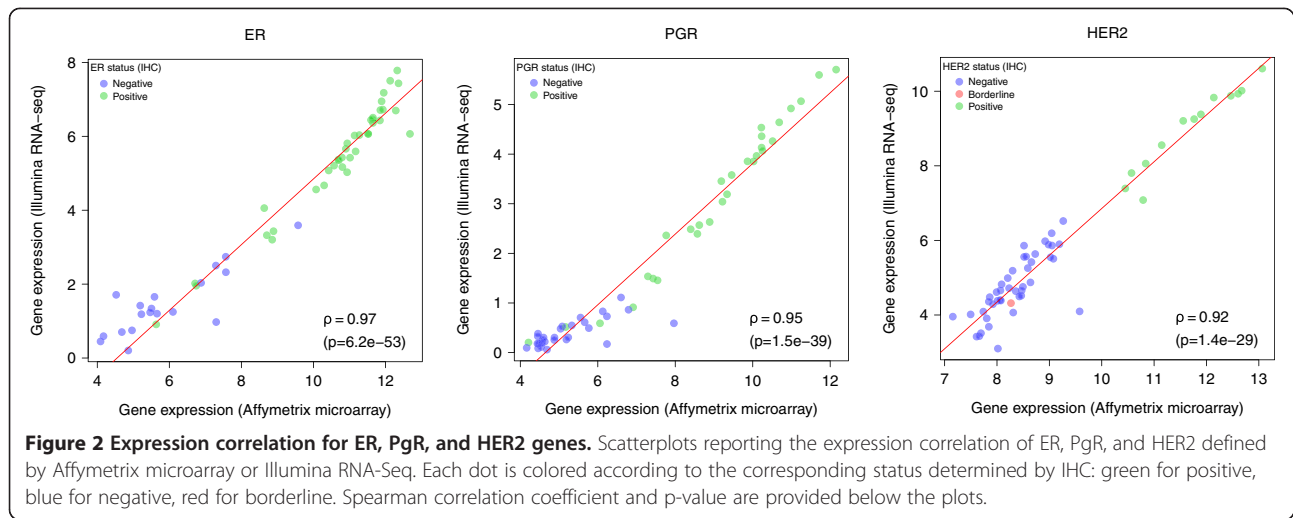 ER
Gene expression (Illumina RNA−seq)
8
6
4
2
0
ER status (IHC)
Negative
Positive
ρ = 0.97
(p=6.2e−53)
4
6
8
10
12
Gene expression (Affymetrix microarray)
PGR
Gene expression (Illumina RNA−seq)
5
4
3
2
1
0
PGR status (IHC)
Negative
Positive
ρ = 0.95
(p=1.5e−39)
4
6
8
10
12
Gene expression (Affymetrix microarray)
HER2
Gene expression (Illumina RNA−seq)
10
8
6
4
HER2 status (IHC)
Negative
Borderline
Positive
ρ = 0.92
(p=1.4e−29)
7
8
9
10
11
12
13
Gene expression (Affymetrix microarray)
Figure 2 Expression correlation for ER, PgR, and HER2 genes. Scatterplots reporting the expression correlation of ER, PgR, and HER2 defined
by Affymetrix microarray or Illumina RNA-Seq. Each dot is colored according to the corresponding status determined by IHC: green for positive,
blue for negative, red for borderline. Spearman correlation coefficient and p-value are provided below the plots.